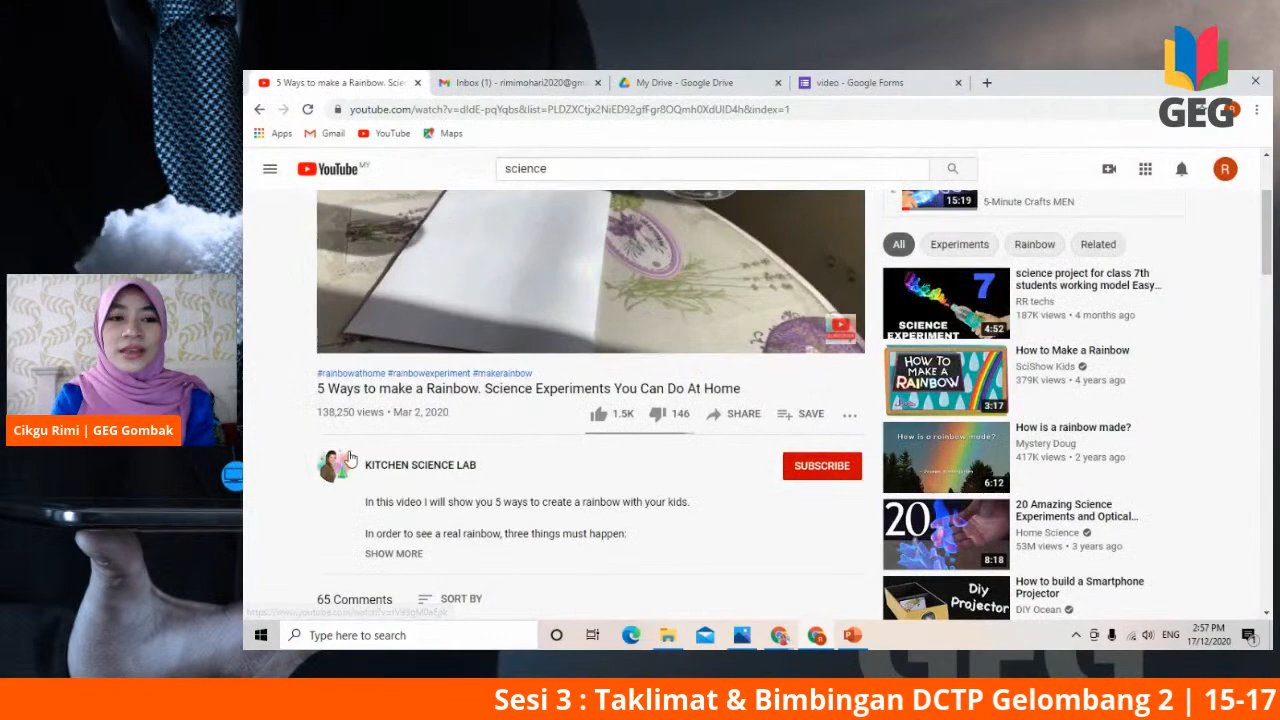 5 Ways to make a Rainbow. Scien
Inbox (1) - rimimohari2020@gm
My Drive - Google Drive
video - Google Forms
GEG
youtube.com/watch?v=dIdE-pqYqbs&list=PLDZXCtjx2NiED92gfFgr8OQmh0XdUID4h&index=1
Apps
Gmail
YouTube
Maps
YouTube MY
science
R
15:19
5-Minute Crafts MEN
All
Experiments
Rainbow
Related
7
SCIENCE
EXPERIMENT
4:52
science project for class 7th
students working model Easy...
RR techs
187K views • 4 months ago
HOW TO
MAKE A
RAINBOW
3:17
How to Make a Rainbow
SciShow Kids
379K views • 4 years ago
How is a rainbow made?
6:12
How is a rainbow made?
Mystery Doug
417K views • 2 years ago
20
8:18
20 Amazing Science
Experiments and Optical...
Home Science
53M views • 3 years ago
Diy
Projector
How to build a Smartphone
Projector
DIY Ocean
#rainbowathome #rainbowexperiment #makerainbow
5 Ways to make a Rainbow. Science Experiments You Can Do At Home
138,250 views • Mar 2, 2020
1.5K
146
SHARE
SAVE
KITCHEN SCIENCE LAB
SUBSCRIBE
In this video I will show you 5 ways to create a rainbow with your kids.
In order to see a real rainbow, three things must happen:
SHOW MORE
65 Comments
SORT BY
Cikgu Rimi | GEG Gombak
Type here to search
ENG
2:57 PM
17/12/2020
Sesi 3 : Taklimat & Bimbingan DCTP Gelombang 2 | 15-17